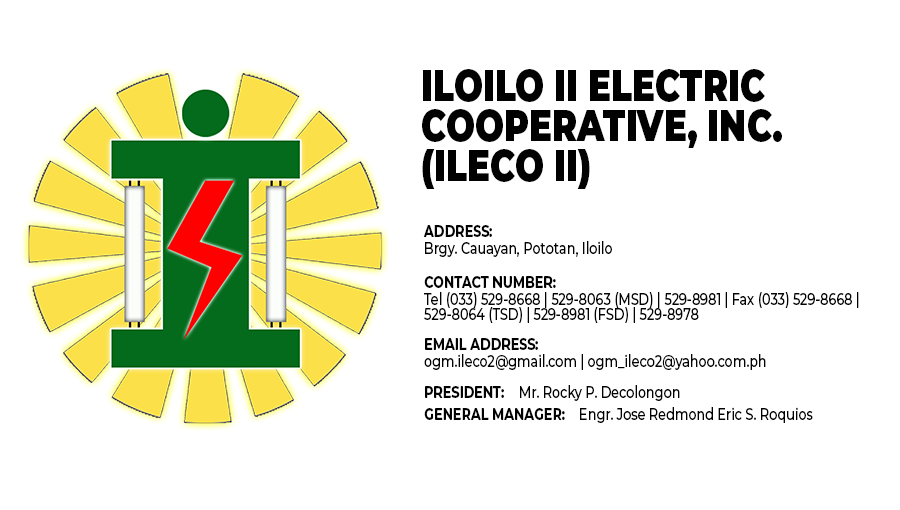 ILOILO II ELECTRIC
COOPERATIVE, INC.
(ILECO II)
ADDRESS:
Brgy. Cauayan, Pototan, Iloilo
CONTACT NUMBER:
Tel (033) 529-8668 | 529-8063 (MSD) | 529-8981 | Fax (033) 529-8668 |
529-8064 (TSD) | 529-8981 (FSD) | 529-8978
EMAIL ADDRESS:
ogm.ileco2@gmail.com | ogm_ileco2@yahoo.com.ph
PRESIDENT: Mr. Rocky P. Decolongon
GENERAL MANAGER: Engr. Jose Redmond Eric S. Roquios